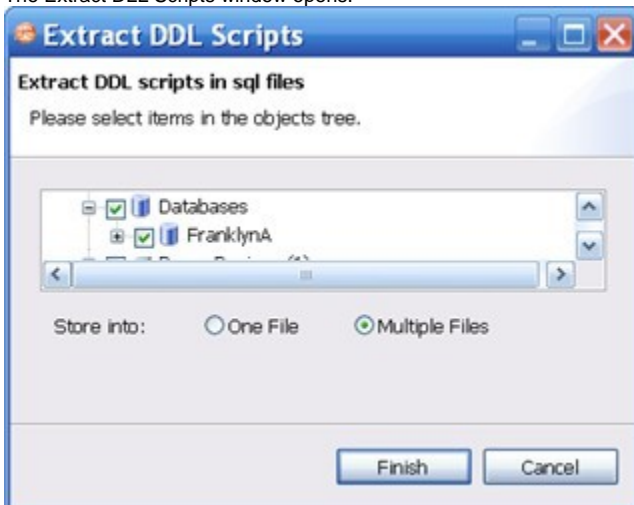 Extract DDL Scripts
Extract DDL scripts in sql files
Please select items in the objects tree.
Databases
FranklynA
Store into: One File Multiple Files
Finish Cancel